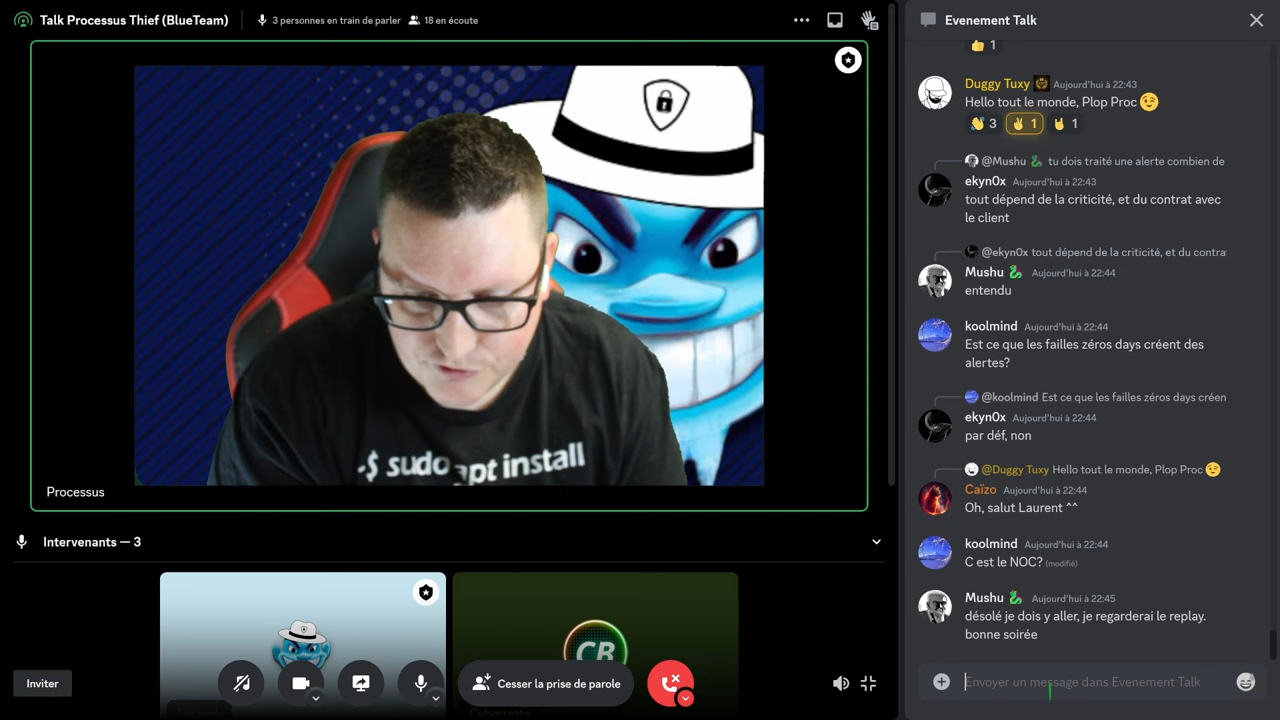 Talk Processus Thief (BlueTeam)
3 personnes en train de parler
18 en écoute
-$ sudo apt install
Processus
Intervenants — 3
CB
Inviter
Cesser la prise de parole
Evenement Talk
1
Duggy Tuxy Aujourd'hui à 22:43
Hello tout le monde, Plop Proc 😉
3 1 1
@Mushu 🐉 tu dois traité une alerte combien de
ekyn0x Aujourd'hui à 22:43
tout dépend de la criticité, et du contrat avec
le client
@ekyn0x tout dépend de la criticité, et du contra
Mushu 🐉 Aujourd'hui à 22:44
entendu
koolmind Aujourd'hui à 22:44
Est ce que les failles zéros days créent des
alertes?
@koolmind Est ce que les failles zéros days créen
ekyn0x Aujourd'hui à 22:44
par déf, non
@Duggy Tuxy Hello tout le monde, Plop Proc 😉
Caïzo Aujourd'hui à 22:44
Oh, salut Laurent ^^
koolmind Aujourd'hui à 22:44
C est le NOC? (modifié)
Mushu 🐉 Aujourd'hui à 22:45
désolé je dois y aller, je regarderai le replay.
bonne soirée
Envoyer un message dans Evenement Talk